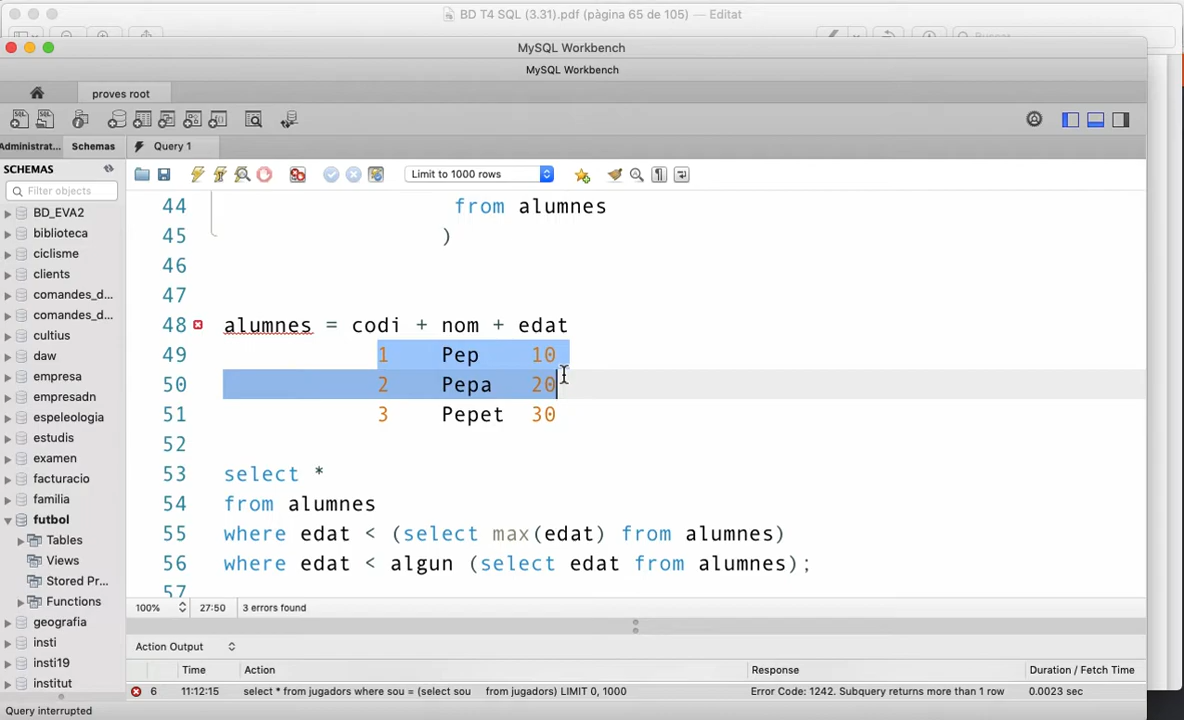 BD T4 SQL (3.31).pdf (pàgina 65 de 105) — Editat
MySQL Workbench
MySQL Workbench
proves root
Administrat... Schemas Query 1
SCHEMAS
Filter objects
Limit to 1000 rows
BD_EVA2
biblioteca
ciclisme
clients
comandes_d...
comandes_d...
cultius
daw
empresa
empresadn
espeleologia
estudis
examen
facturacio
familia
futbol
Tables
Views
Stored Pr...
Functions
geografia
insti
insti19
institut
44 from alumnes
45 )
46
47
48 alumnes = codi + nom + edat
49 1 Pep 10
50 2 Pepa 20
51 3 Pepet 30
52
53 select *
54 from alumnes
55 where edat < (select max(edat) from alumnes)
56 where edat < algun (select edat from alumnes);
57
100% 27:50 3 errors found
Action Output
Time Action Response Duration / Fetch Time
6 11:12:15 select * from jugadors where sou = (select sou from jugadors) LIMIT 0, 1000 Error Code: 1242. Subquery returns more than 1 row 0.0023 sec
Query interrupted